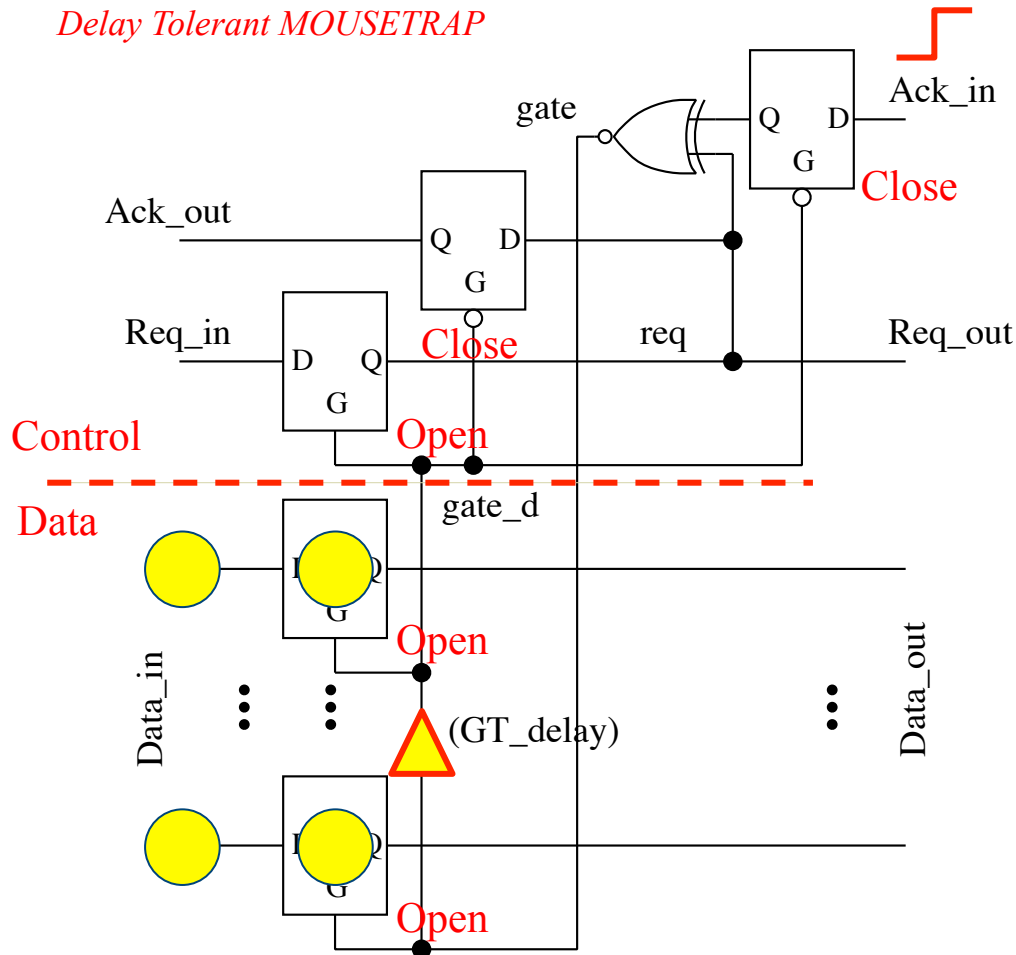 Delay Tolerant MOUSETRAP
Ack_in
gate
Q D
G
Close
Ack_out
Q D
G
Req_in
Close
req
Req_out
D Q
G
Control
Open
gate_d
Data
Q
G
Open
Data_in
Data_out
(GT_delay)
Q
G
Open